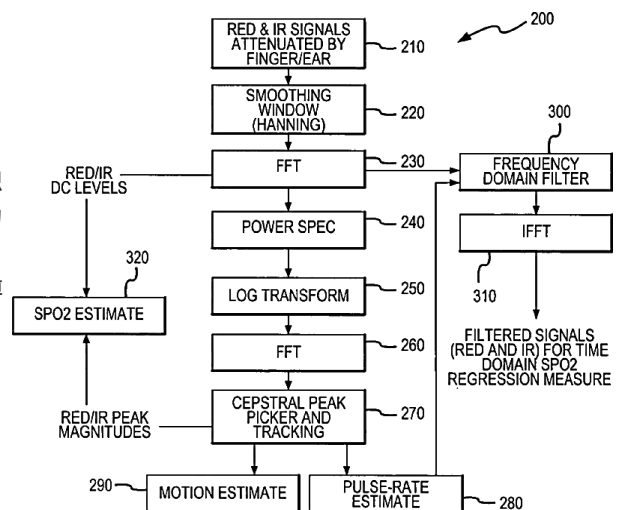 200
RED & IR SIGNALS
ATTENUATED BY
FINGER/EAR
210
SMOOTHING
WINDOW
(HANNING)
220
FFT
230
RED/IR
DC LEVELS
300
FREQUENCY
DOMAIN FILTER
POWER SPEC
240
IFFT
310
LOG TRANSFORM
250
320
SPO2 ESTIMATE
FILTERED SIGNALS
(RED AND IR) FOR TIME
DOMAIN SPO2
REGRESSION MEASURE
FFT
260
CEPSTRAL PEAK
PICKER AND
TRACKING
270
RED/IR PEAK
MAGNITUDES
290
MOTION ESTIMATE
PULSE-RATE
ESTIMATE
280